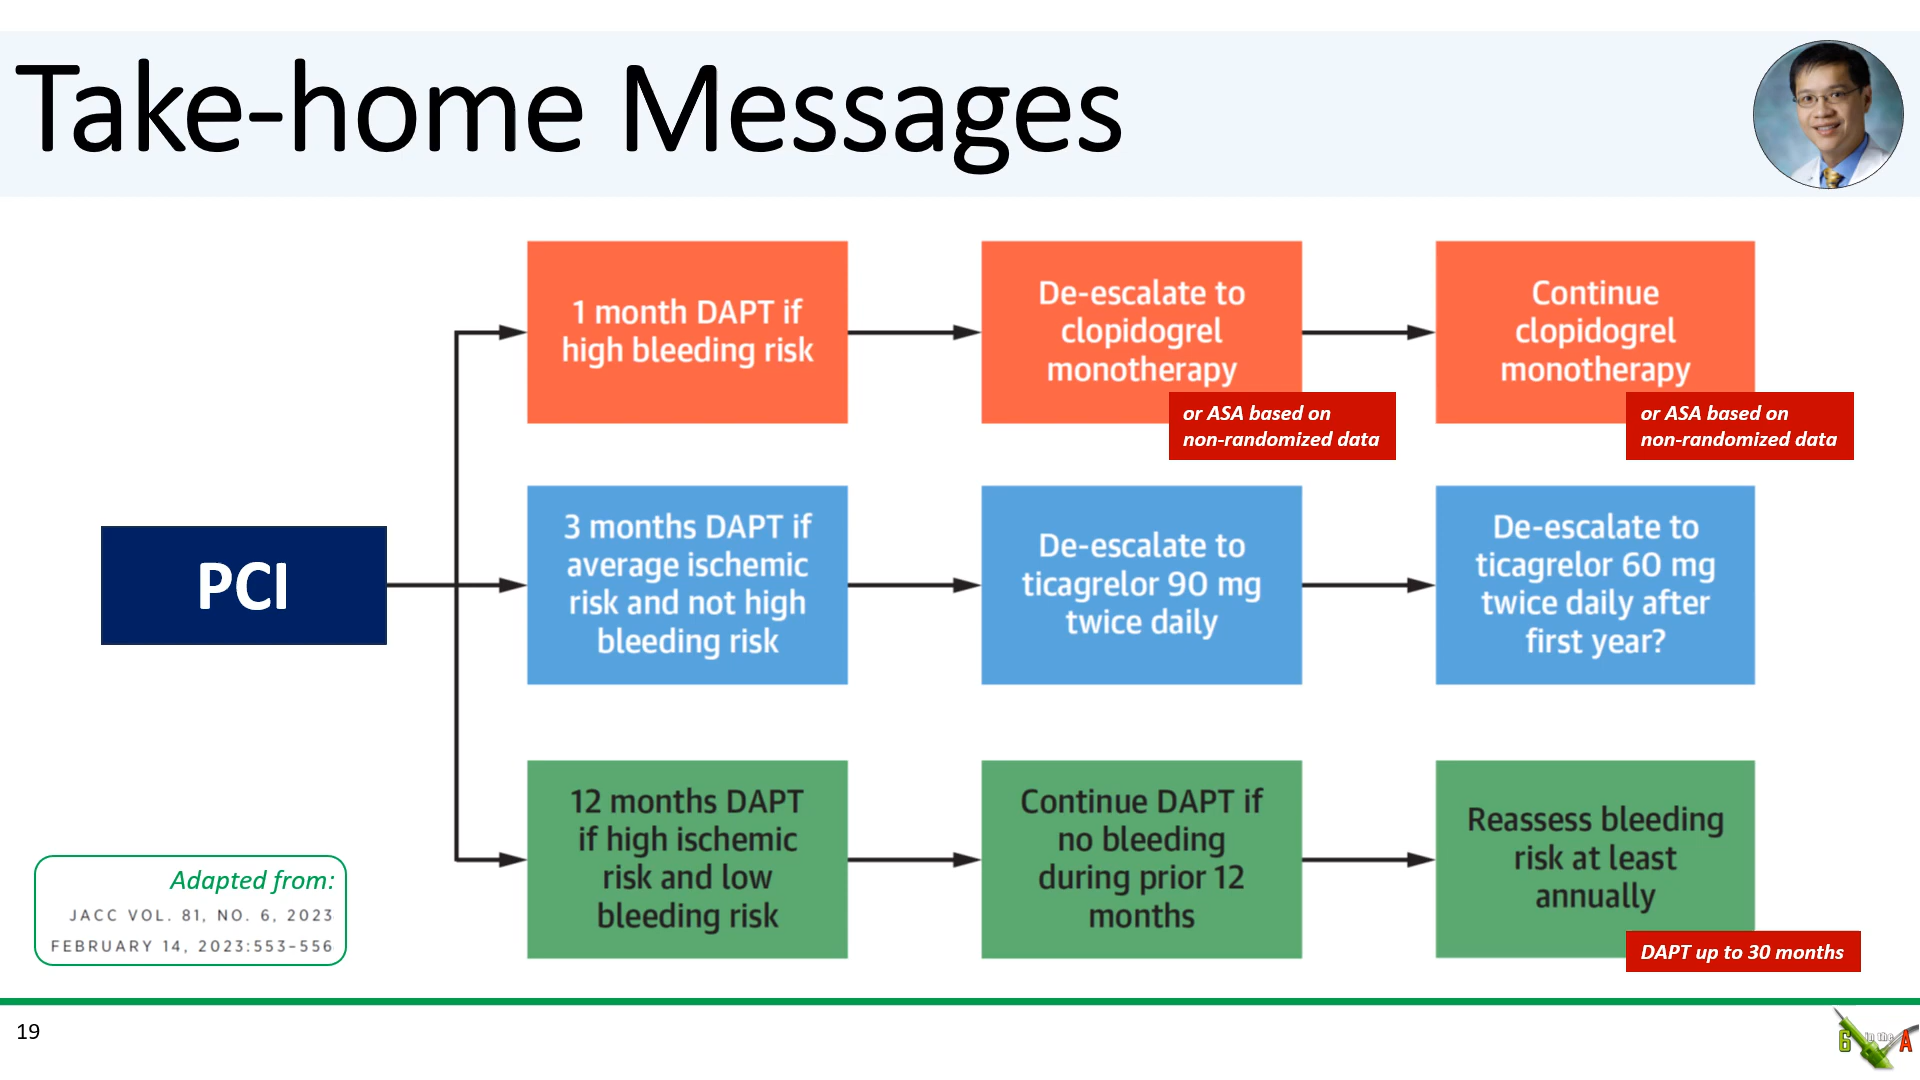 Take-home Messages
1 month DAPT if
high bleeding risk
De-escalate to
clopidogrel
monotherapy
or ASA based on
non-randomized data
Continue
clopidogrel
monotherapy
or ASA based on
non-randomized data
PCI
3 months DAPT if
average ischemic
risk and not high
bleeding risk
De-escalate to
ticagrelor 90 mg
twice daily
De-escalate to
ticagrelor 60 mg
twice daily after
first year?
12 months DAPT
if high ischemic
risk and low
bleeding risk
Continue DAPT if
no bleeding
during prior 12
months
Reassess bleeding
risk at least
annually
DAPT up to 30 months
Adapted from:
JACC VOL. 81, NO. 6, 2023
FEBRUARY 14, 2023:553–556
19
6 in the A